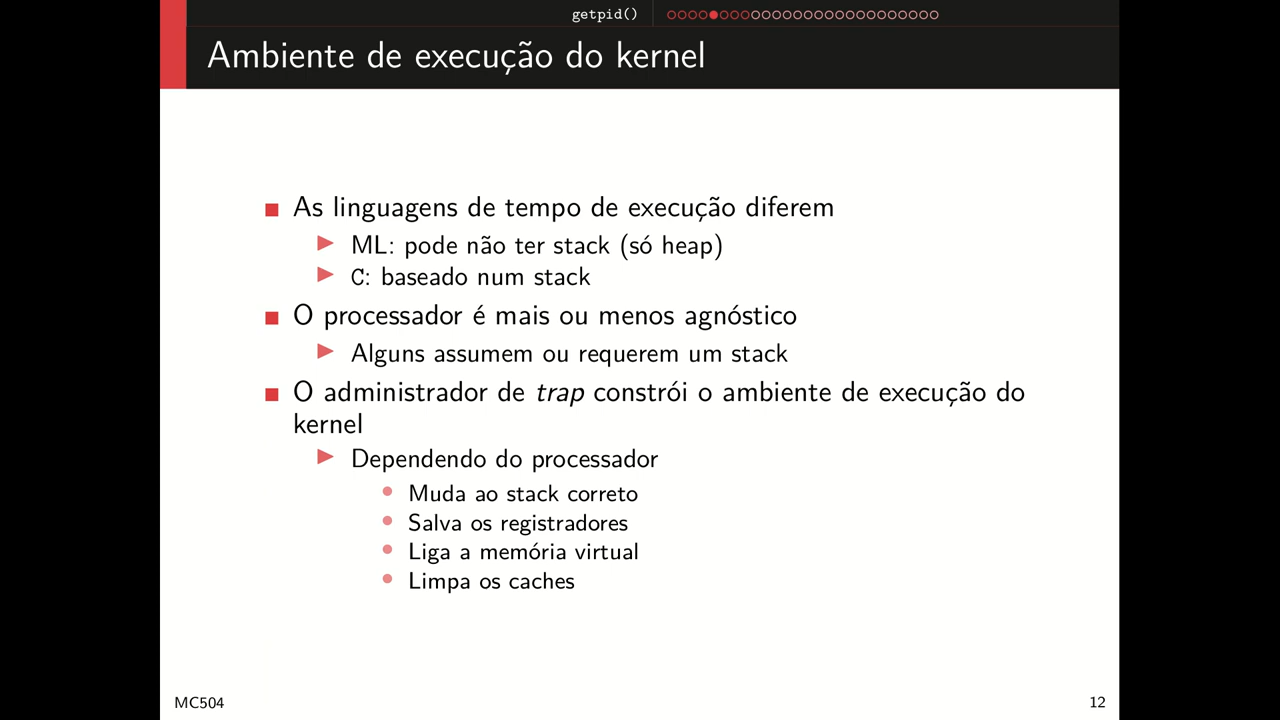 getpid()
Ambiente de execução do kernel
As linguagens de tempo de execução diferem
ML: pode não ter stack (só heap)
C: baseado num stack
O processador é mais ou menos agnóstico
Alguns assumem ou requerem um stack
O administrador de trap constrói o ambiente de execução do
kernel
Dependendo do processador
Muda ao stack correto
Salva os registradores
Liga a memória virtual
Limpa os caches
MC504
12